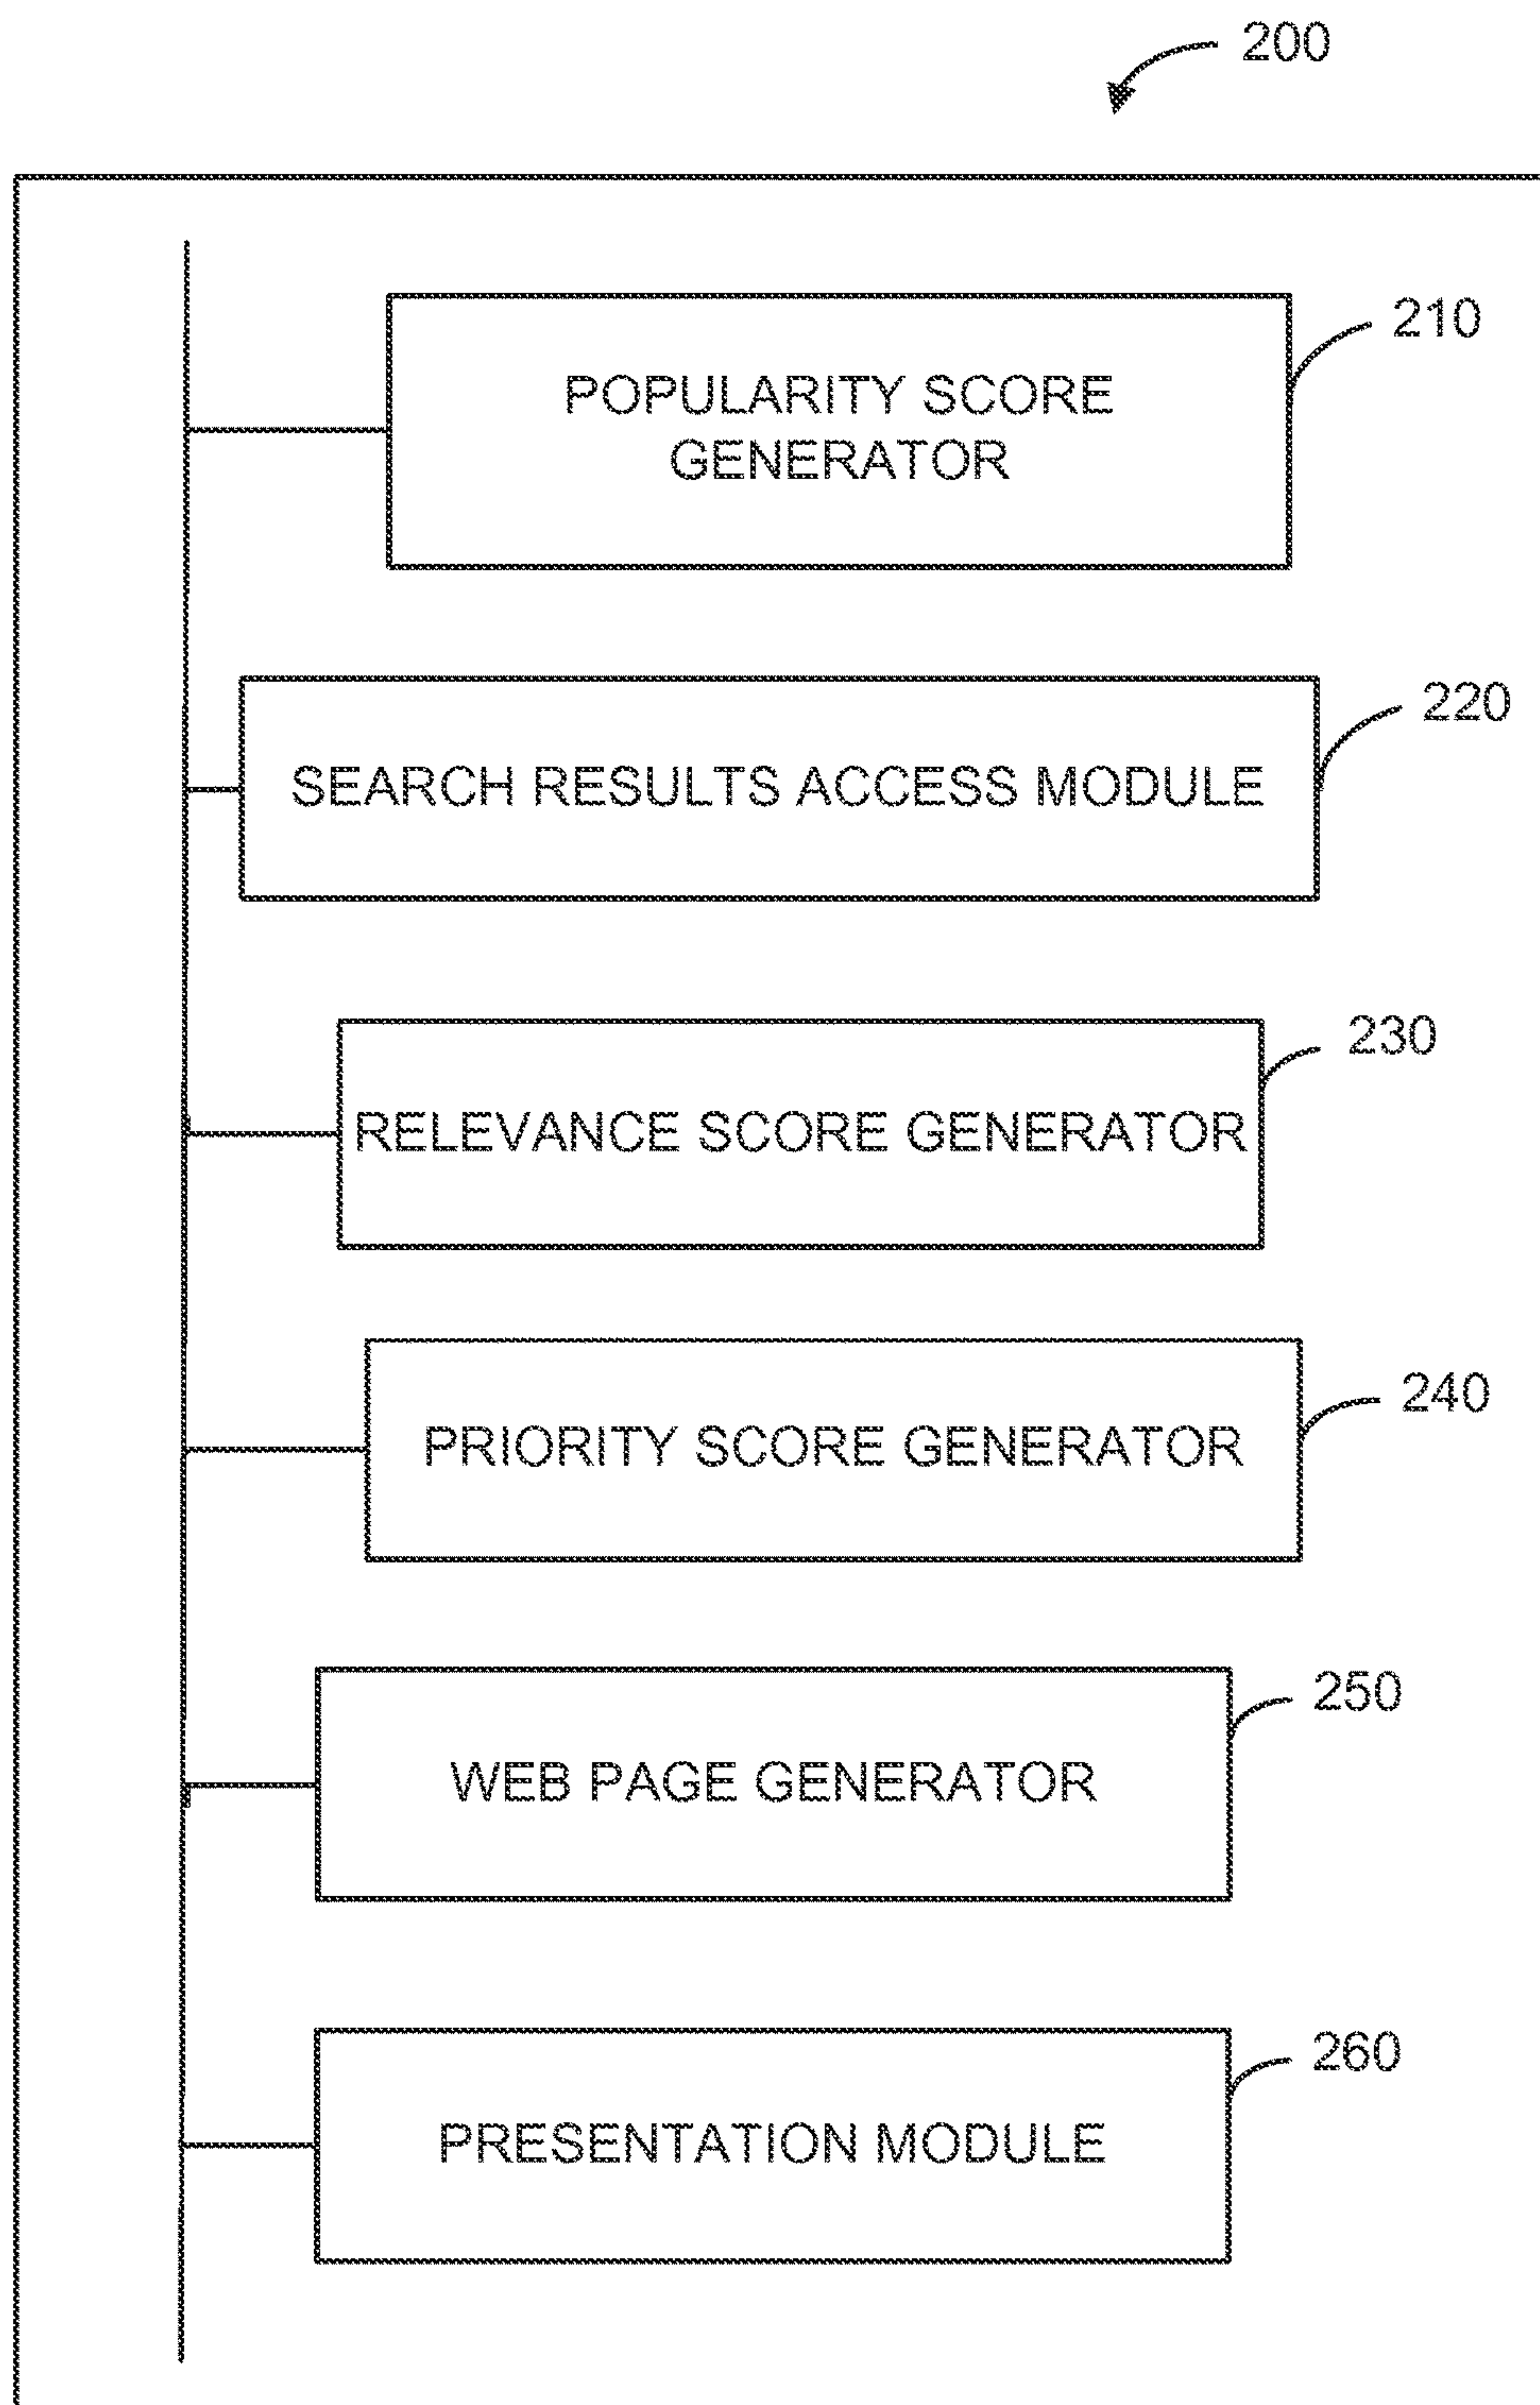 200
210
POPULARITY SCORE
GENERATOR
220
SEARCH RESULTS ACCESS MODULE
230
RELEVANCE SCORE GENERATOR
240
PRIORITY SCORE GENERATOR
250
WEB PAGE GENERATOR
260
PRESENTATION MODULE